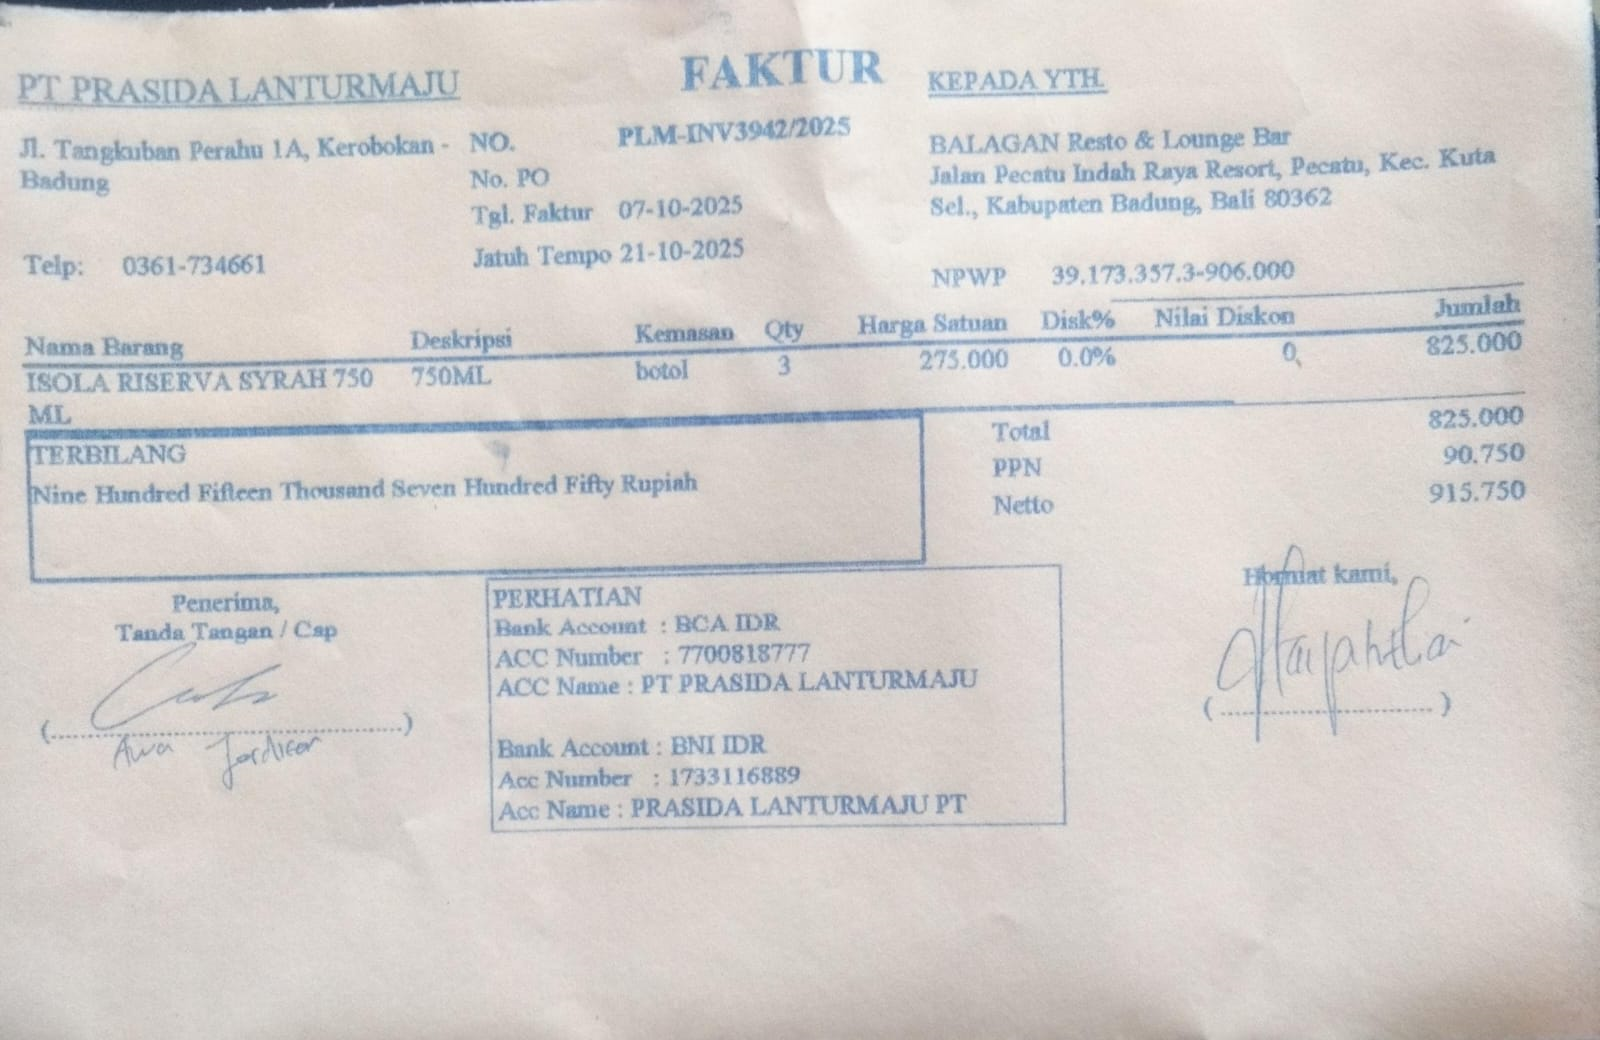 FAKTUR
PT PRASIDA LANTURMAJU
Jl. Tangkuban Perahu 1A, Kerobokan -
Badung
Telp: 0361-734661
NO. PLM-INV3942/2025
No. PO
Tgl. Faktur 07-10-2025
Jatuh Tempo 21-10-2025
KEPADA YTH.
BALAGAN Resto & Lounge Bar
Jalan Pecatu Indah Raya Resort, Pecatu, Kec. Kuta
Sel., Kabupaten Badung, Bali 80362
NPWP 39.173.357.3-906.000
Nama Barang Deskripsi Kemasan Qty Harga Satuan Disk% Nilai Diskon Jumlah
ISOLA RISERVA SYRAH 750 750ML botol 3 275.000 0.0% 0 825.000
ML
TERBILANG
Nine Hundred Fifteen Thousand Seven Hundred Fifty Rupiah
Total 825.000
PPN 90.750
Netto 915.750
Penerima,
Tanda Tangan / Cap
(..............................)
PERHATIAN
Bank Account : BCA IDR
ACC Number : 7700818777
ACC Name : PT PRASIDA LANTURMAJU
Bank Account : BNI IDR
Acc Number : 1733116889
Acc Name : PRASIDA LANTURMAJU PT
Hormat kami,
(..............................)